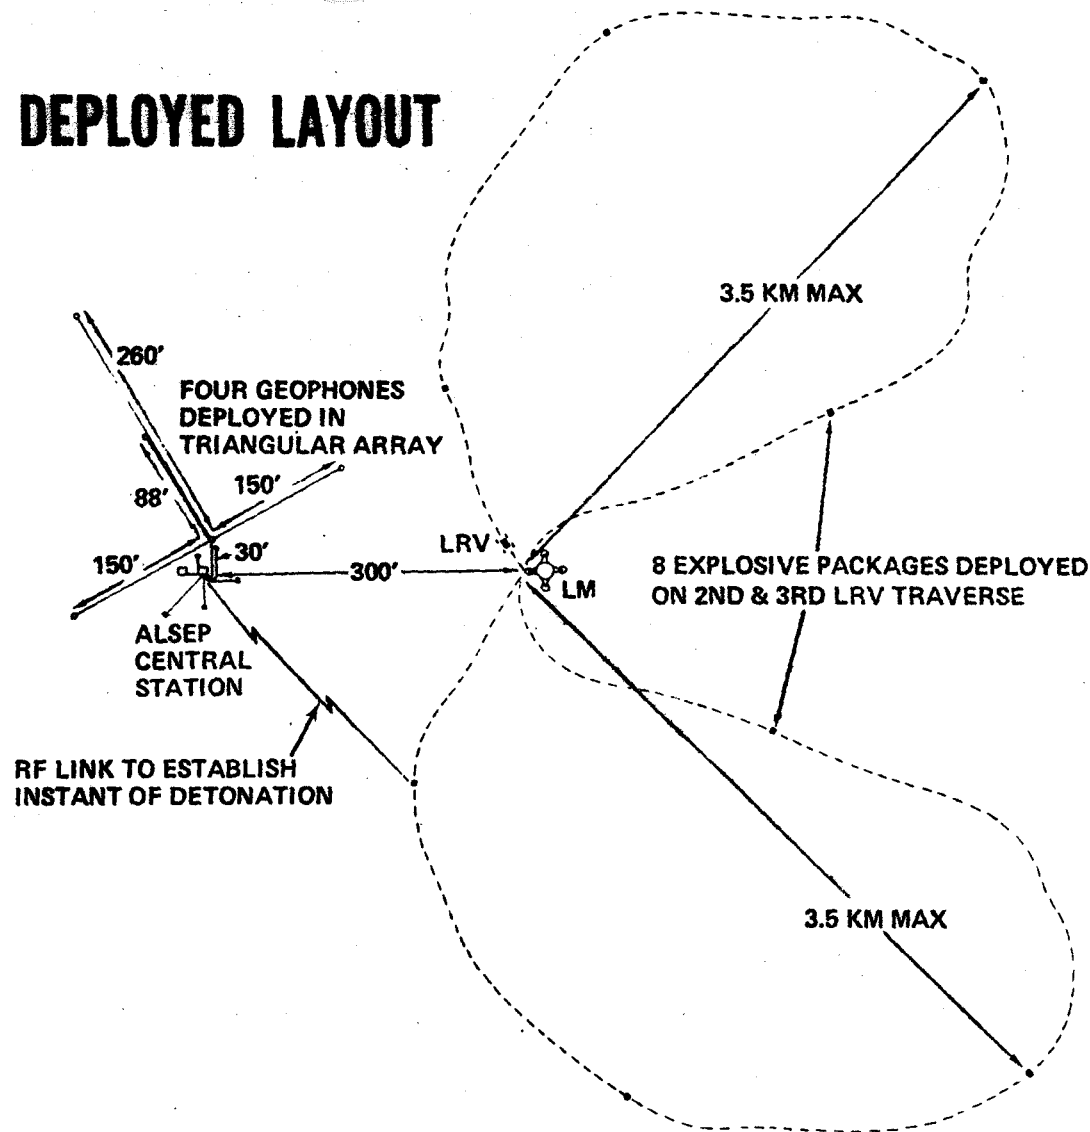 DEPLOYED LAYOUT
3.5 KM MAX
260'
FOUR GEOPHONES
DEPLOYED IN
TRIANGULAR ARRAY
88'
150'
150'
30'
LRV
300'
LM
8 EXPLOSIVE PACKAGES DEPLOYED
ON 2ND & 3RD LRV TRAVERSE
ALSEP
CENTRAL
STATION
RF LINK TO ESTABLISH
INSTANT OF DETONATION
3.5 KM MAX